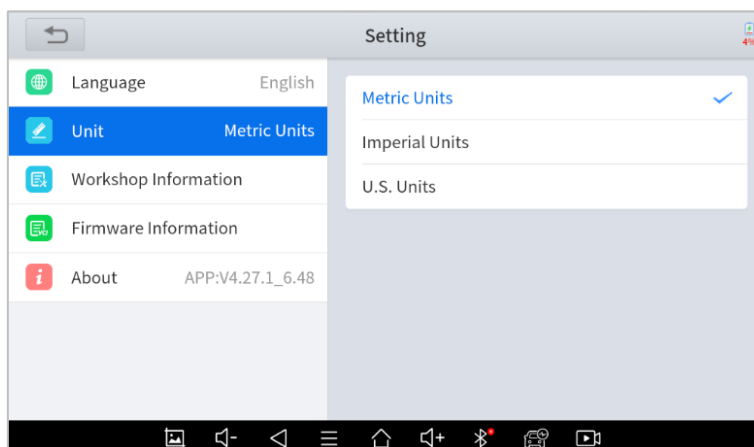 Setting
4%
Language English
Unit Metric Units
Workshop Information
Firmware Information
About APP:V4.27.1_6.48
Metric Units
Imperial Units
U.S. Units